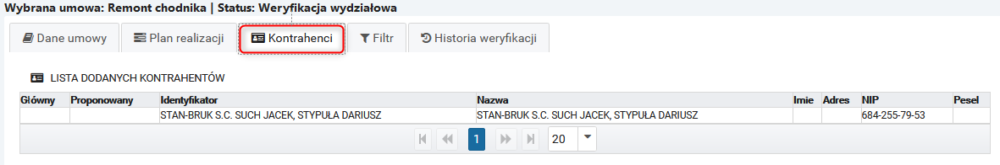 Wybrana umowa: Remont chodnika | Status: Weryfikacja wydziałowa
Dane umowy Plan realizacji Kontrahenci Filtr Historia weryfikacji
LISTA DODANYCH KONTRAHENTÓW
Główny Proponowany Identyfikator Nazwa Imie Adres NIP Pesel
STAN-BRUK S.C. SUCH JACEK, STYPUŁA DARIUSZ STAN-BRUK S.C. SUCH JACEK, STYPUŁA DARIUSZ 684-255-79-53
1 20